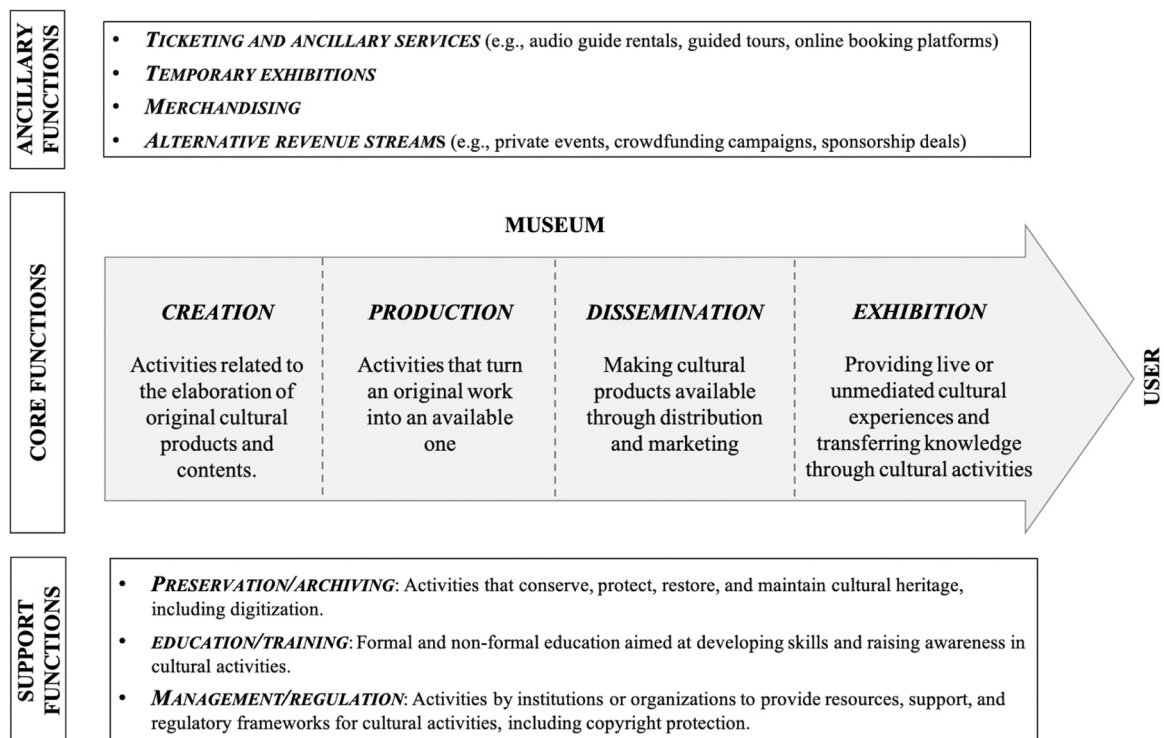 ANCILLARY
FUNCTIONS
• TICKETING AND ANCILLARY SERVICES (e.g., audio guide rentals, guided tours, online booking platforms)
• TEMPORARY EXHIBITIONS
• MERCHANDISING
• ALTERNATIVE REVENUE STREAMS (e.g., private events, crowdfunding campaigns, sponsorship deals)
CORE FUNCTIONS
MUSEUM
CREATION
Activities related to
the elaboration of
original cultural
products and
contents.
PRODUCTION
Activities that turn
an original work
into an available
one
DISSEMINATION
Making cultural
products available
through distribution
and marketing
EXHIBITION
Providing live or
unmediated cultural
experiences and
transferring knowledge
through cultural activities
USER
SUPPORT
FUNCTIONS
• PRESERVATION/ARCHIVING: Activities that conserve, protect, restore, and maintain cultural heritage,
including digitization.
• EDUCATION/TRAINING: Formal and non-formal education aimed at developing skills and raising awareness in
cultural activities.
• MANAGEMENT/REGULATION: Activities by institutions or organizations to provide resources, support, and
regulatory frameworks for cultural activities, including copyright protection.